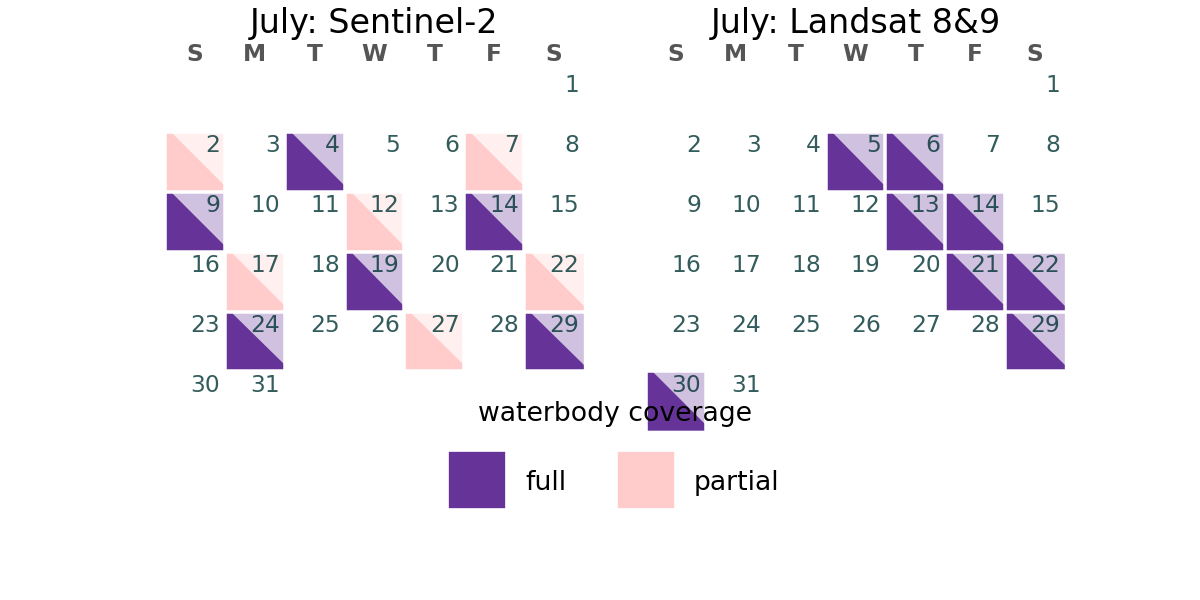 July: Sentinel-2
S M T W T F S
1
2 3 4 5 6 7 8
9 10 11 12 13 14 15
16 17 18 19 20 21 22
23 24 25 26 27 28 29
30 31
July: Landsat 8&9
S M T W T F S
1
2 3 4 5 6 7 8
9 10 11 12 13 14 15
16 17 18 19 20 21 22
23 24 25 26 27 28 29
30 31
waterbody coverage
full partial